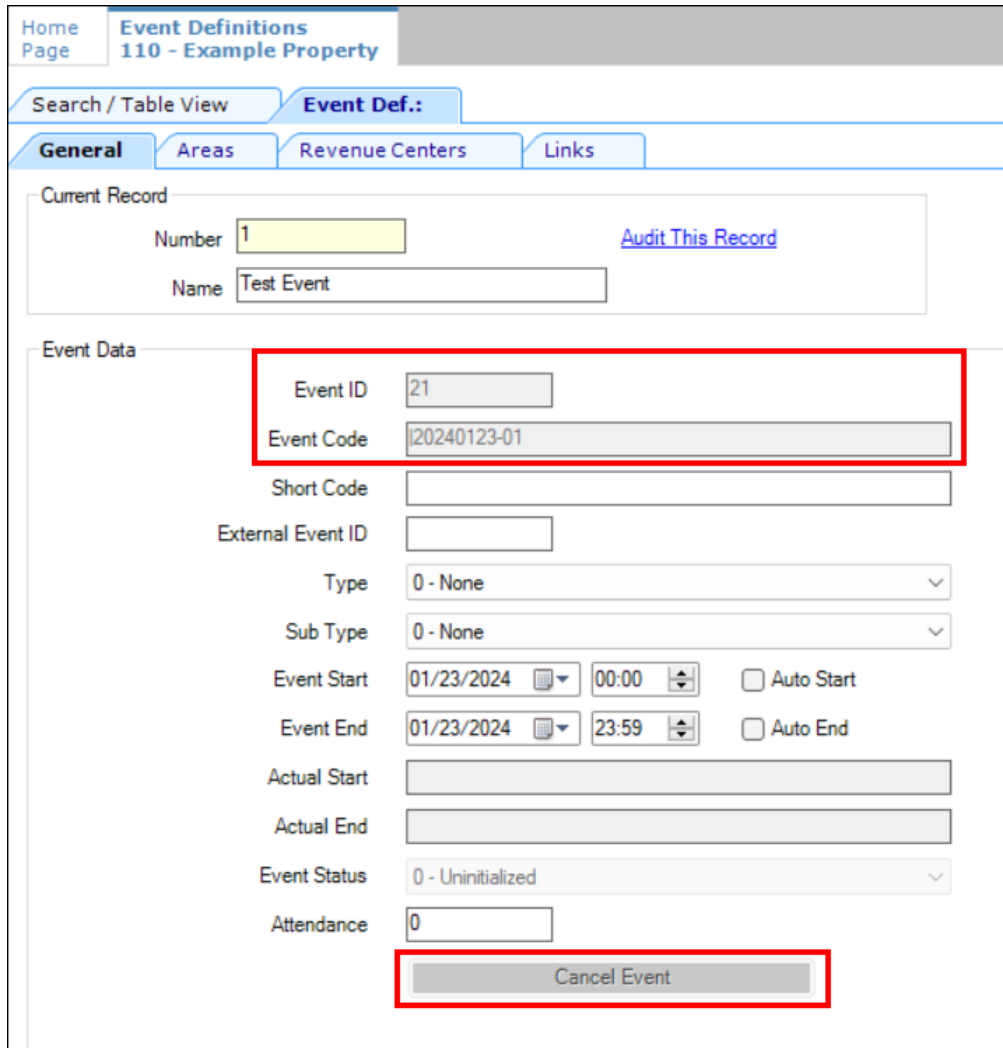 Home Page
Event Definitions
110 - Example Property
Search / Table View
Event Def.:
General
Areas
Revenue Centers
Links
Current Record
Number 1
Audit This Record
Name Test Event
Event Data
Event ID 21
Event Code |20240123-01
Short Code
External Event ID
Type 0 - None
Sub Type 0 - None
Event Start 01/23/2024 00:00 Auto Start
Event End 01/23/2024 23:59 Auto End
Actual Start
Actual End
Event Status 0 - Uninitialized
Attendance 0
Cancel Event